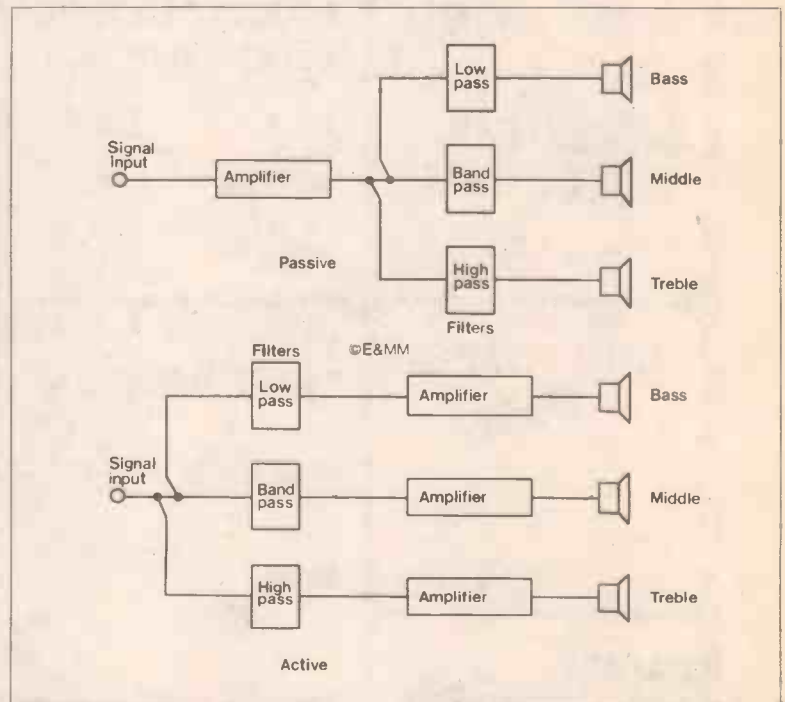 Low
pass
Bass
Signal
input
Amplifier
Band
pass
Middle
Passive
High
pass
Treble
Filters
©E&MM
Filters
Low
pass
Amplifier
Bass
Signal
input
Band
pass
Amplifier
Middle
High
pass
Amplifier
Treble
Active